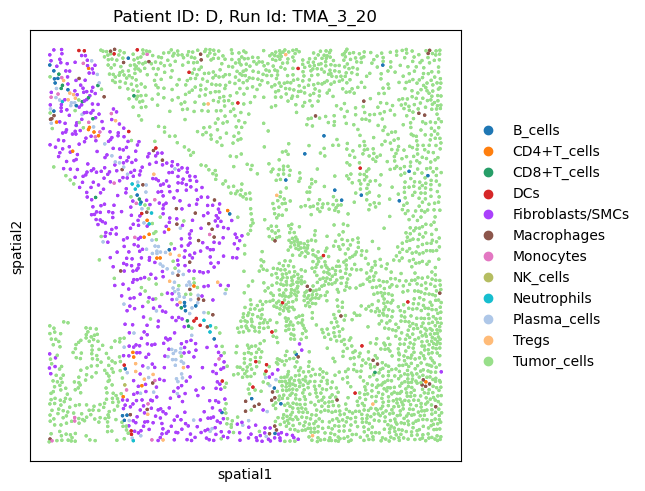 Patient ID: D, Run Id: TMA_3_20
spatial2
spatial1
B_cells
CD4+T_cells
CD8+T_cells
DCs
Fibroblasts/SMCs
Macrophages
Monocytes
NK_cells
Neutrophils
Plasma_cells
Tregs
Tumor_cells